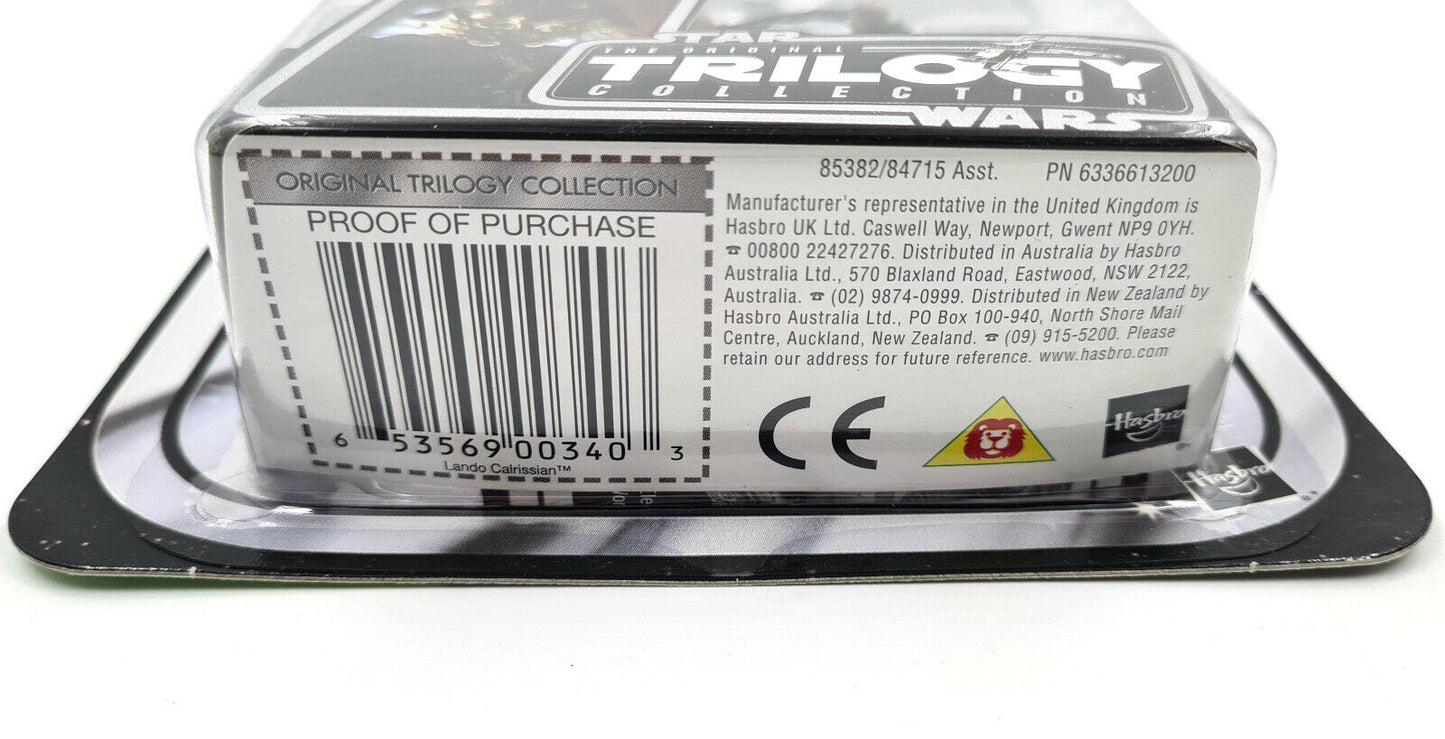 STAR
THE ORIGINAL
TRILOGY
COLLECTION
WARS
ORIGINAL TRILOGY COLLECTION
PROOF OF PURCHASE
6 53569 00340 3
Lando Calrissian™
85382/84715 Asst. PN 6336613200
Manufacturer's representative in the United Kingdom is
Hasbro UK Ltd. Caswell Way, Newport, Gwent NP9 0YH.
☎ 00800 22427276. Distributed in Australia by Hasbro
Australia Ltd., 570 Blaxland Road, Eastwood, NSW 2122,
Australia. ☎ (02) 9874-0999. Distributed in New Zealand by
Hasbro Australia Ltd., PO Box 100-940, North Shore Mail
Centre, Auckland, New Zealand. ☎ (09) 915-5200. Please
retain our address for future reference. www.hasbro.com
CE
Hasbro
Hasbro